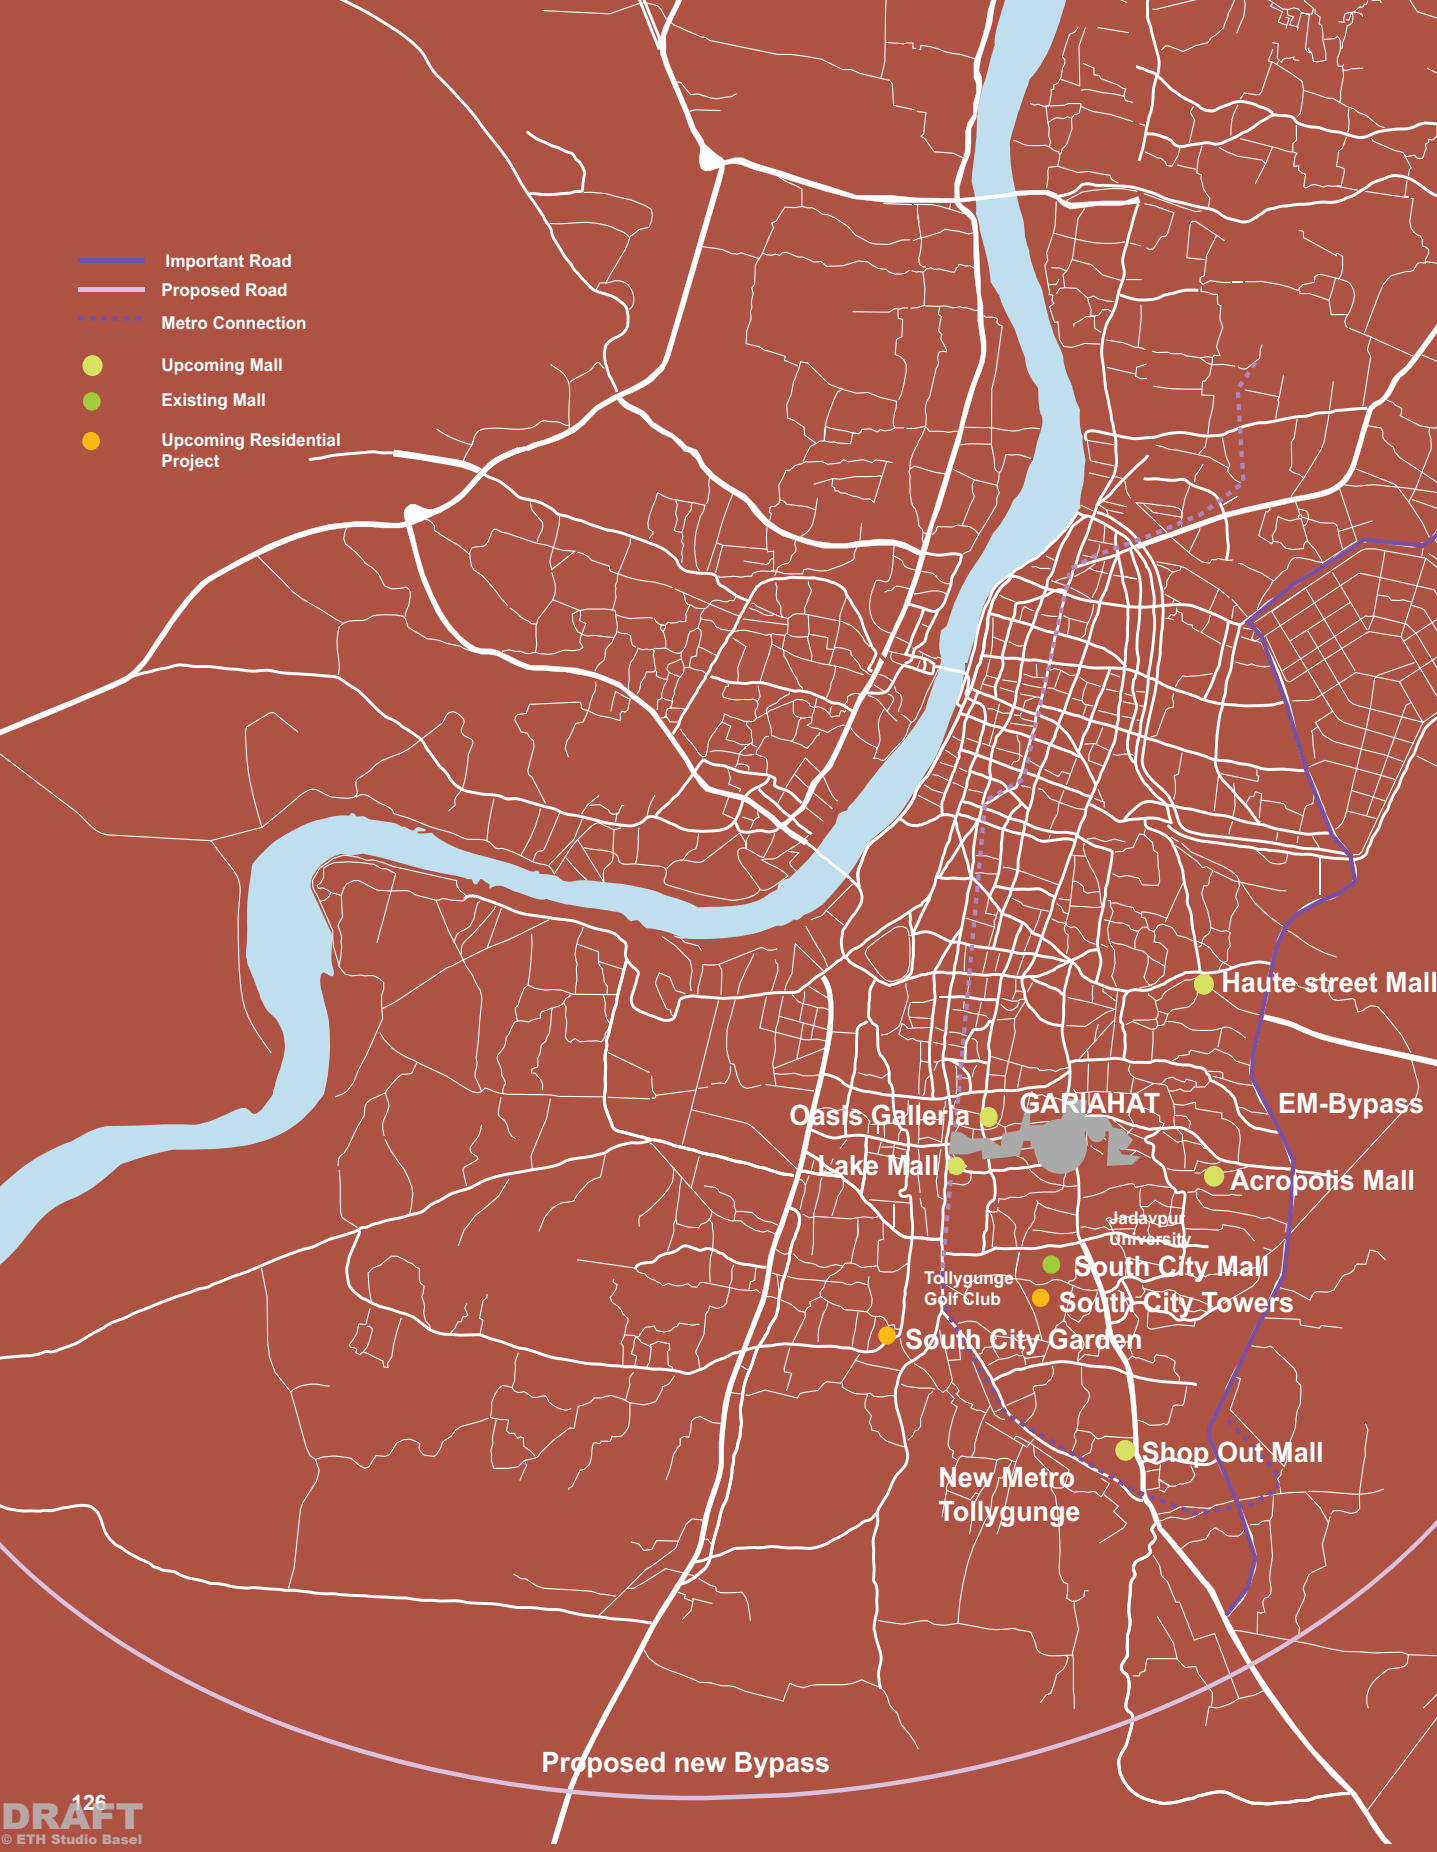 Important Road
Proposed Road
Metro Connection
Upcoming Mall
Existing Mall
Upcoming Residential
Project
Haute street Mall
Oasis Galleria
GARIAHAT
EM-Bypass
Lake Mall
Acropolis Mall
Jadavpur
University
South City Mall
Tollygunge
Golf Club
South City Towers
South City Garden
Shop Out Mall
New Metro
Tollygunge
Proposed new Bypass
126
DRAFT
© ETH Studio Basel